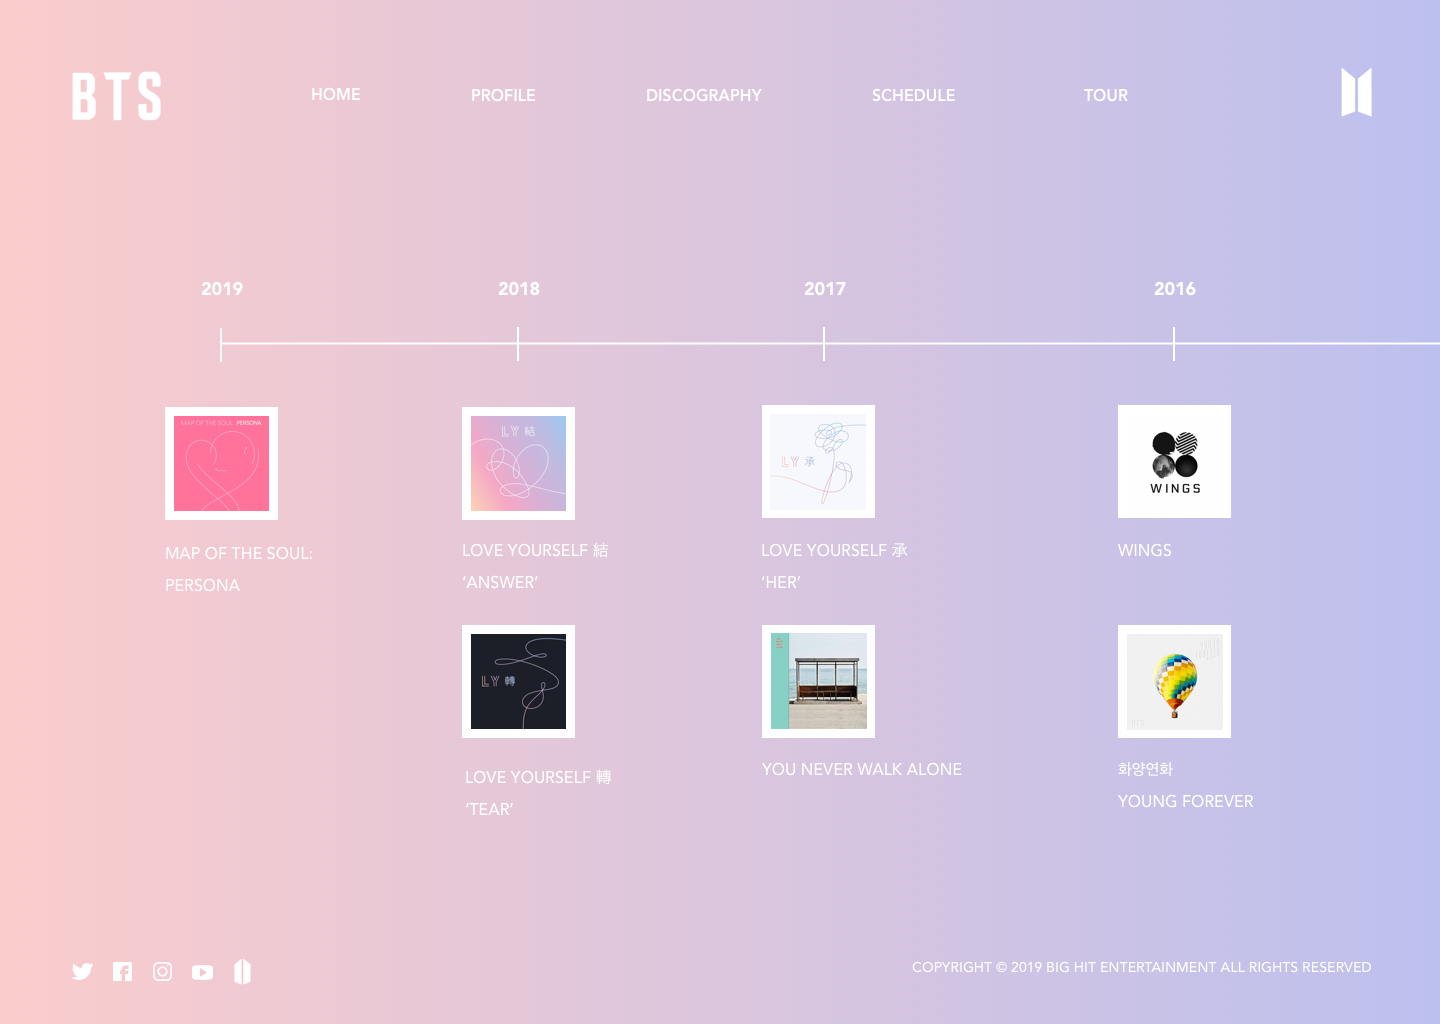 BTS
HOME
PROFILE
DISCOGRAPHY
SCHEDULE
TOUR
2019
2018
2017
2016
MAP OF THE SOUL PERSONA
LY 結
LY 承
WINGS
MAP OF THE SOUL:
PERSONA
LOVE YOURSELF 結
‘ANSWER’
LOVE YOURSELF 承
‘HER’
WINGS
LY 轉
BTS
LOVE YOURSELF 轉
‘TEAR’
YOU NEVER WALK ALONE
화양연화
YOUNG FOREVER
COPYRIGHT © 2019 BIG HIT ENTERTAINMENT ALL RIGHTS RESERVED